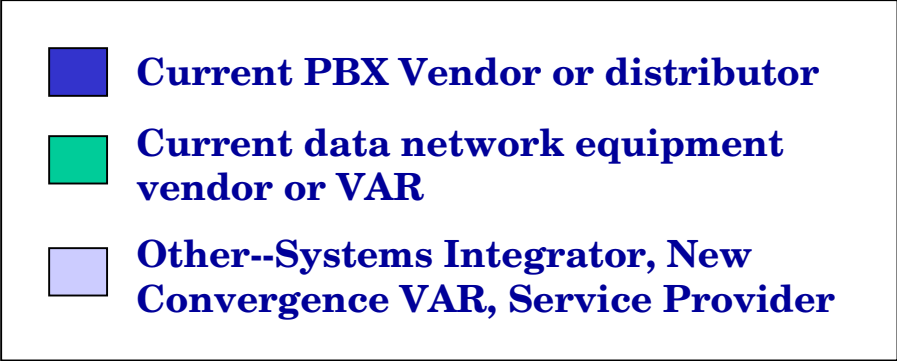 Current PBX Vendor or distributor
Current data network equipment
vendor or VAR
Other--Systems Integrator, New
Convergence VAR, Service Provider